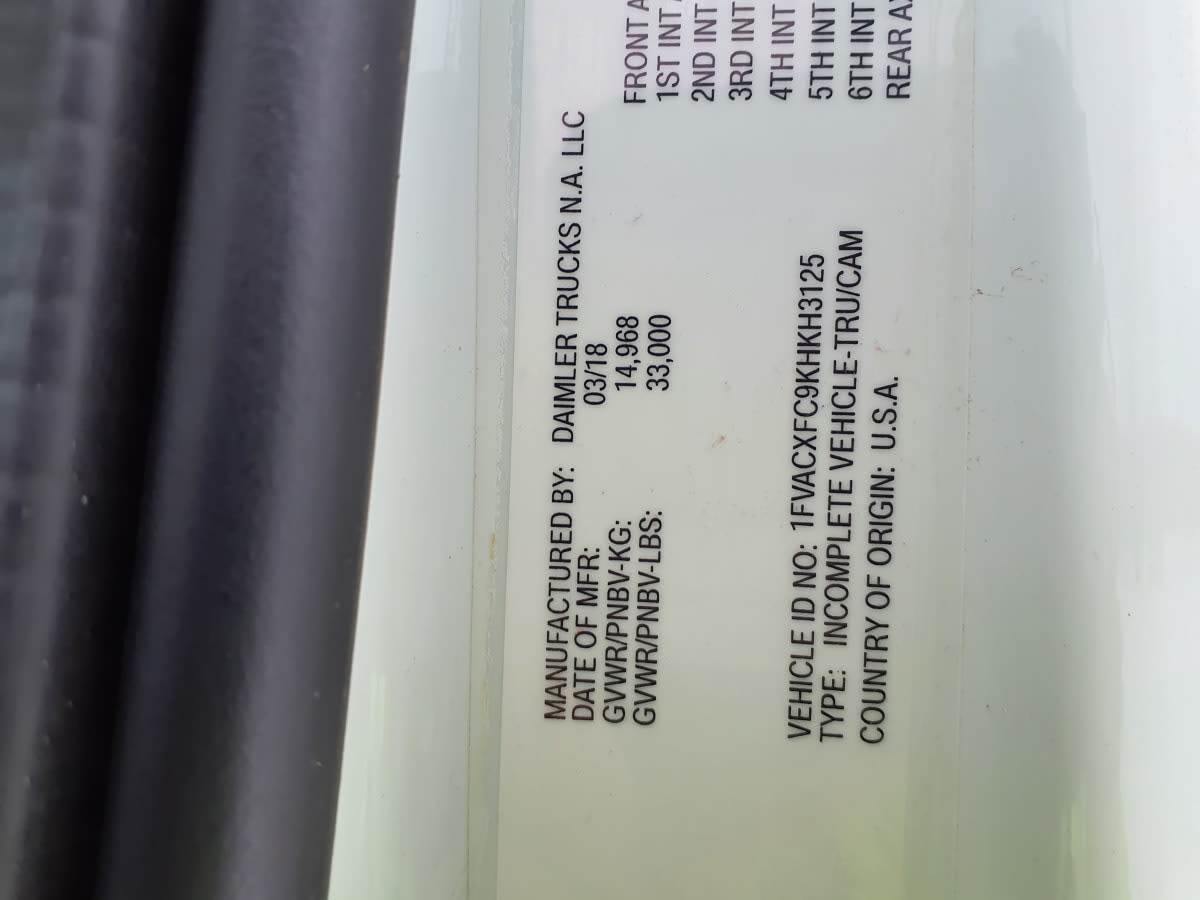 MANUFACTURED BY: DAIMLER TRUCKS N.A. LLC
DATE OF MFR: 03/18
GVWR/PNBV-KG: 14,968
GVWR/PNBV-LBS: 33,000
FRONT
1ST INT
2ND INT
3RD INT
4TH INT
5TH INT
6TH INT
REAR
VEHICLE ID NO: 1FVACXFC9KHKH3125
TYPE: INCOMPLETE VEHICLE-TRU/CAM
COUNTRY OF ORIGIN: U.S.A.